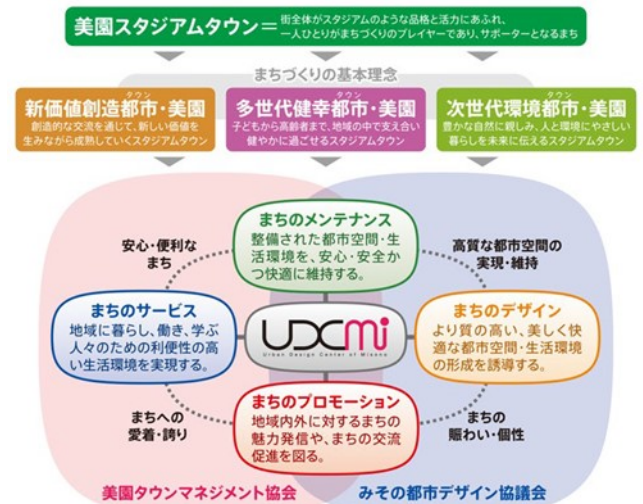 美園スタジアムタウン＝
街全体がスタジアムのような品格と活力にあふれ、
一人ひとりがまちづくりのプレイヤーであり、サポーターとなるまち
まちづくりの基本理念
タウン
新価値創造都市・美園
創造的な交流を通じて、新しい価値を
生みながら成熟していくスタジアムタウン
タウン
多世代健幸都市・美園
子どもから高齢者まで、地域の中で支え合い
健やかに過ごせるスタジアムタウン
タウン
次世代環境都市・美園
豊かな自然に親しみ、人と環境にやさしい
暮らしを未来に伝えるスタジアムタウン
安心・便利な
まち
まちのメンテナンス
整備された都市空間・生
活環境を、安心・安全か
つ快適に維持する。
高質な都市空間の
実現・維持
まちのサービス
地域に暮らし、働き、学ぶ
人々のための利便性の高
い生活環境を実現する。
UDCmi
Urban Design Center of Misono
まちのデザイン
より質の高い、美しく快
適な都市空間・生活環境
の形成を誘導する。
まちへの
愛着・誇り
まちのプロモーション
地域内外に対するまちの
魅力発信や、まちの交流
促進を図る。
まちの
賑わい・個性
美園タウンマネジメント協会
みその都市デザイン協議会